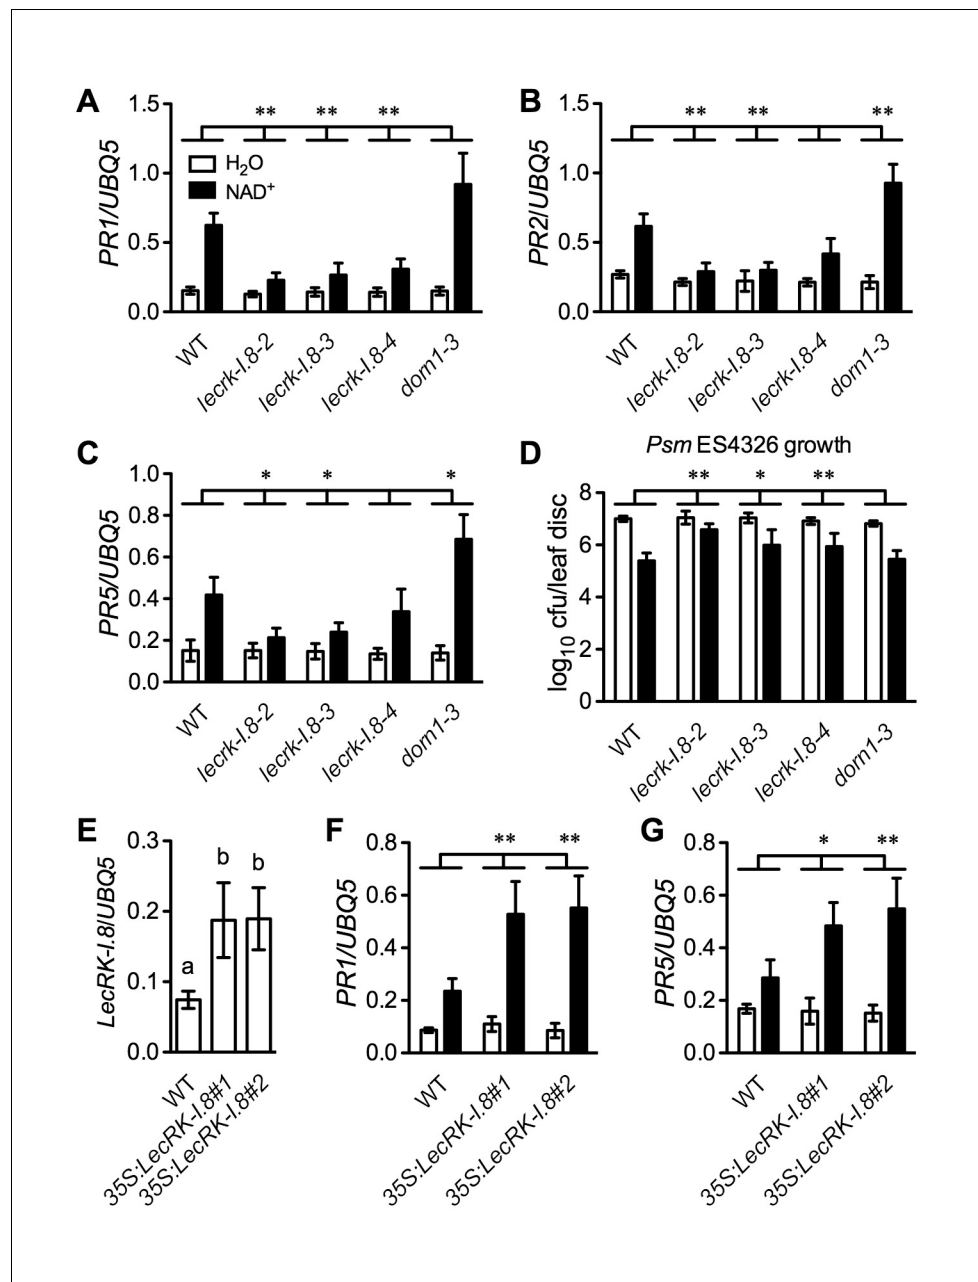 A
1.5
1.0
0.5
0.0
PR1/UBQ5
H₂O
NAD⁺
** ** **
WT
lecrk-I.8-2
lecrk-I.8-3
lecrk-I.8-4
dorn1-3
B
1.5
1.0
0.5
0.0
PR2/UBQ5
** ** **
WT
lecrk-I.8-2
lecrk-I.8-3
lecrk-I.8-4
dorn1-3
C
1.0
0.8
0.6
0.4
0.2
0.0
PR5/UBQ5
* * *
WT
lecrk-I.8-2
lecrk-I.8-3
lecrk-I.8-4
dorn1-3
D
Psm ES4326 growth
8
6
4
2
0
log₁₀ cfu/leaf disc
** * **
WT
lecrk-I.8-2
lecrk-I.8-3
lecrk-I.8-4
dorn1-3
E
0.3
0.2
0.1
0.0
LecRK-I.8/UBQ5
a b b
WT
35S:LecRK-I.8#1
35S:LecRK-I.8#2
F
0.8
0.6
0.4
0.2
0.0
PR1/UBQ5
** **
WT
35S:LecRK-I.8#1
35S:LecRK-I.8#2
G
0.8
0.6
0.4
0.2
0.0
PR5/UBQ5
* **
WT
35S:LecRK-I.8#1
35S:LecRK-I.8#2